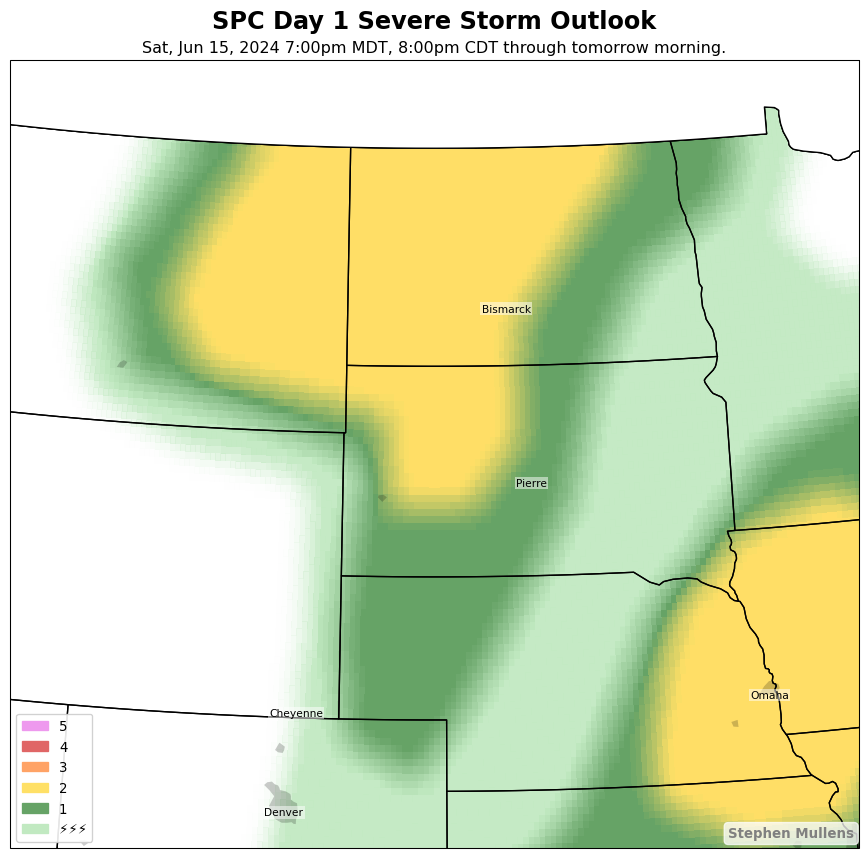 SPC Day 1 Severe Storm Outlook
Sat, Jun 15, 2024 7:00pm MDT, 8:00pm CDT through tomorrow morning.
Bismarck
Pierre
Omaha
Cheyenne
Denver
5
4
3
2
1
⚡⚡⚡
Stephen Mullens